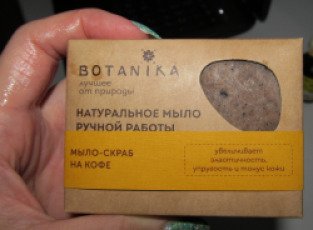 BOTANIKA
лучшее
от природы
НАТУРАЛЬНОЕ МЫЛО
РУЧНОЙ РАБОТЫ
МЫЛО-СКРАБ
НА КОФЕ
увеличивает
эластичность,
упругость и тонус кожи